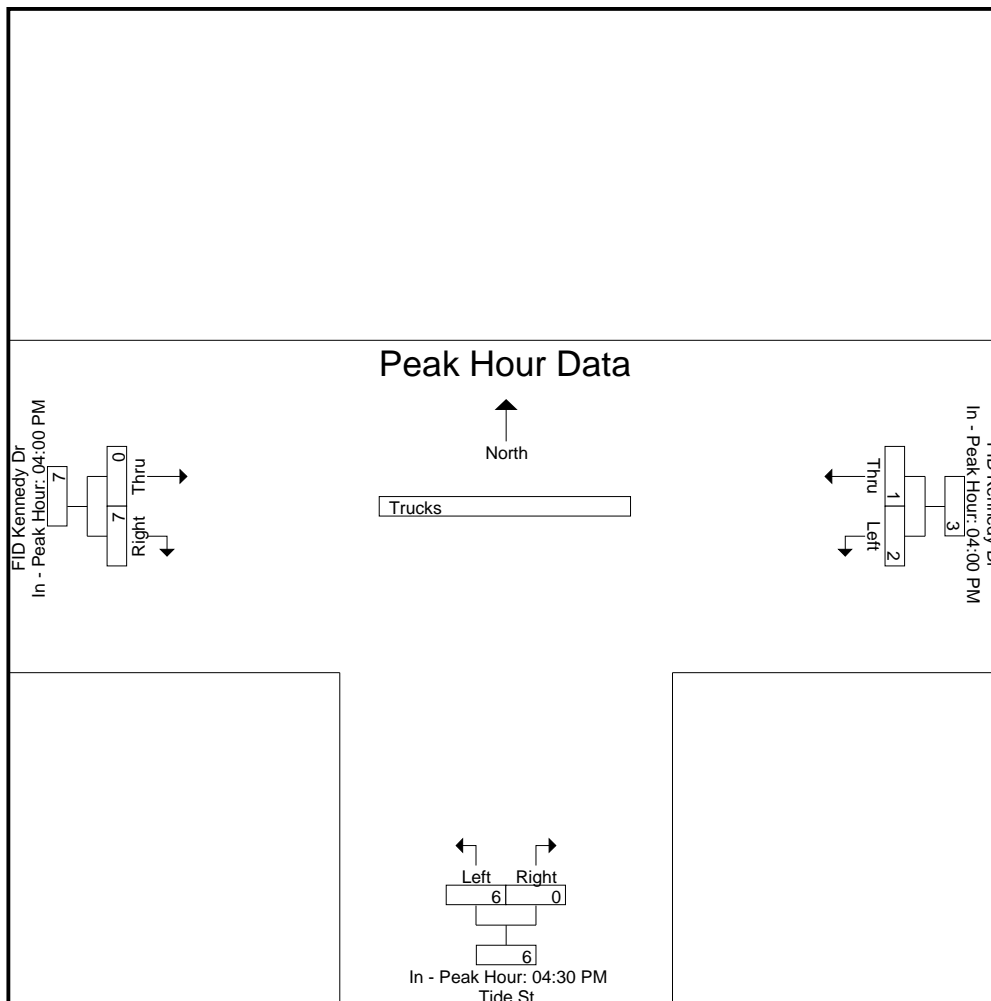 Peak Hour Data
North
Trucks
FID Kennedy Dr
In - Peak Hour: 04:00 PM
7
0
7
Thru
Right
In - Peak Hour: 04:00 PM
3
1
2
Thru
Left
Left Right
6 0
6
In - Peak Hour: 04:30 PM
Tide St